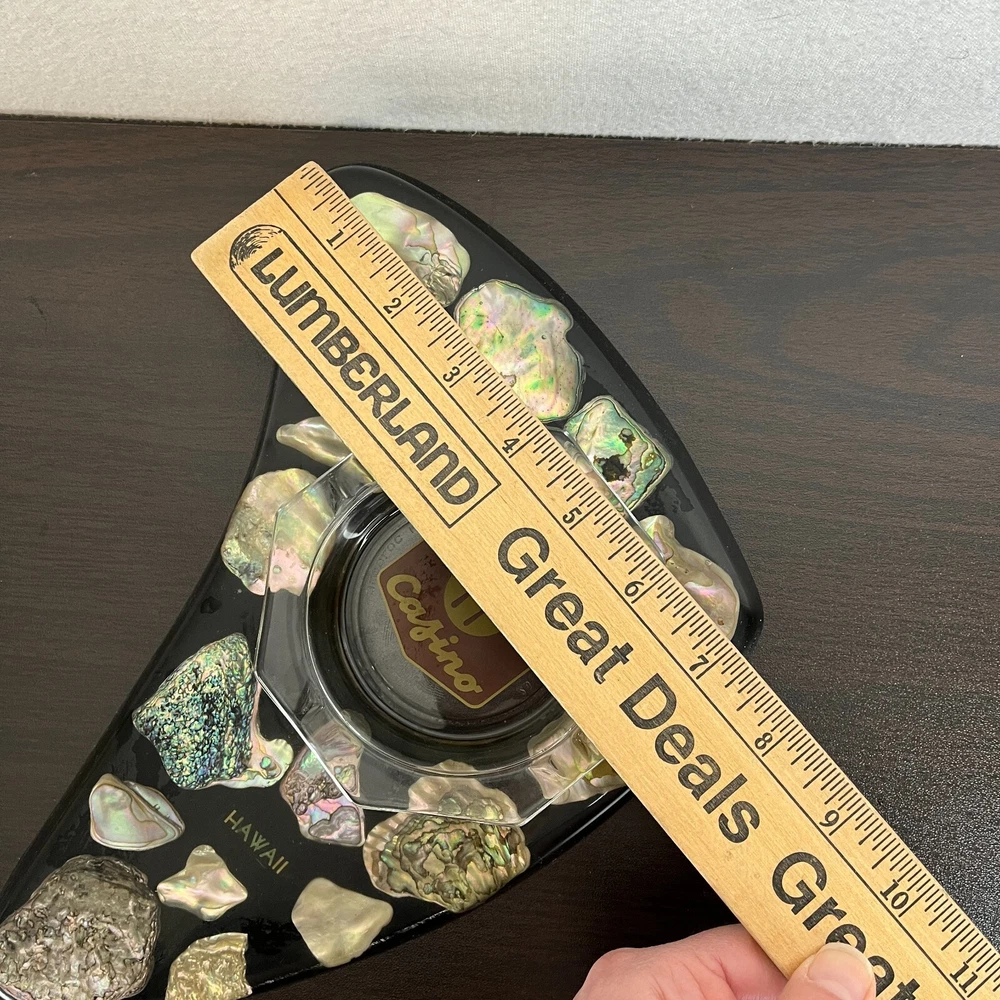 1 2 3 4 5 6 7 8 9 10 11
LUMBERLAND
Great Deals Great
Casino
HAWAII